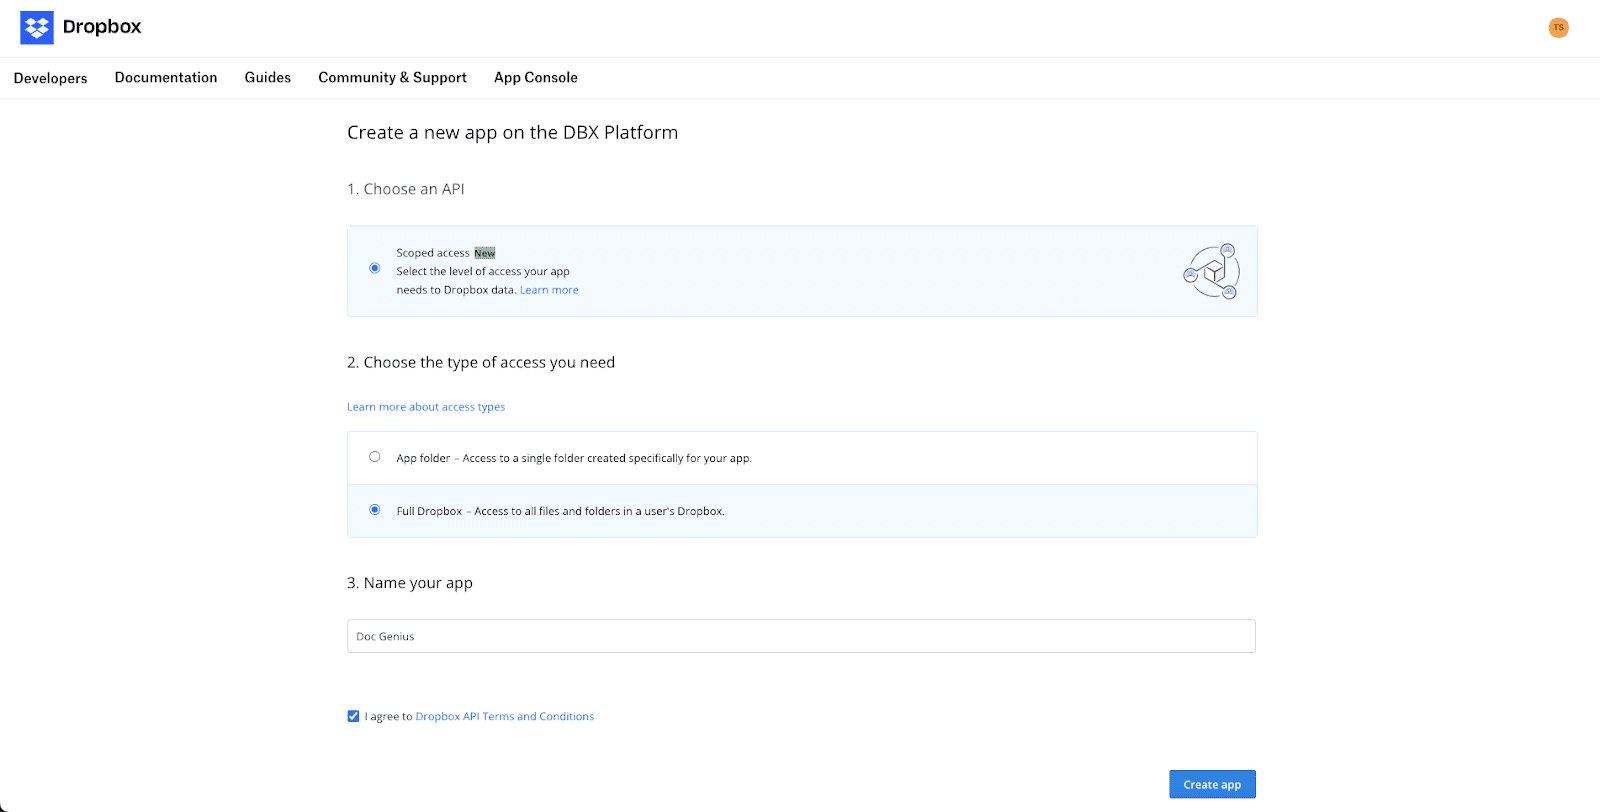 Dropbox
TS
Developers Documentation Guides Community & Support App Console
Create a new app on the DBX Platform
1. Choose an API
Scoped access New
Select the level of access your app
needs to Dropbox data. Learn more
2. Choose the type of access you need
Learn more about access types
App folder – Access to a single folder created specifically for your app.
Full Dropbox – Access to all files and folders in a user's Dropbox.
3. Name your app
Doc Genius
I agree to Dropbox API Terms and Conditions
Create app